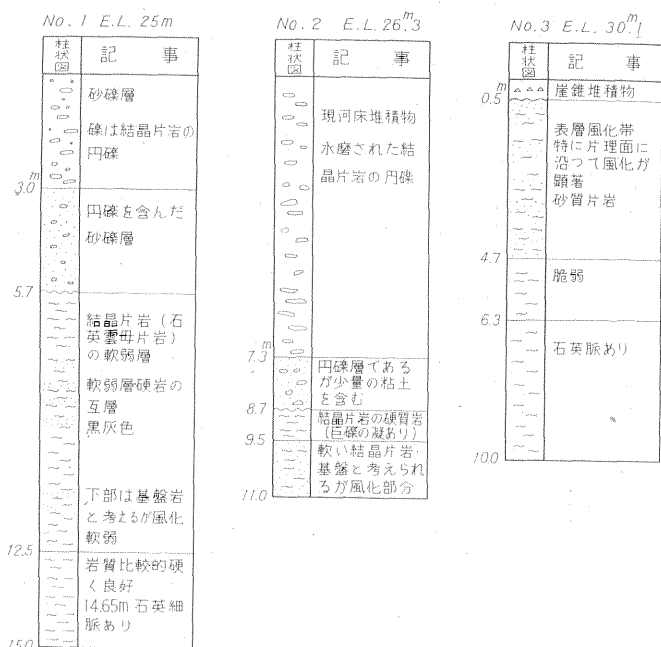 No. 1 E.L. 25m
柱状図
記 事
砂礫層
礫は結晶片岩の
円礫
m
3.0
円礫を含んだ
砂礫層
5.7
結晶片岩（石
英雲母片岩）
の軟弱層
軟弱層硬岩の
互層
黒灰色
下部は基盤岩
と考えるが風化
軟弱
12.5
岩質比較的硬
く良好
14.65m 石英細
脈あり
15.0
No. 2 E.L. 26.3m
柱状図
記 事
現河床堆積物
水磨された結
晶片岩の円礫
m
7.3
円礫層である
が少量の粘土
を含む
8.7
結晶片岩の硬質岩
（巨礫の凝あり）
9.5
軟い結晶片岩
基盤と考えられ
るが風化部分
11.0
No. 3 E.L. 30.1m
柱状図
記 事
崖錐堆積物
m
0.5
表層風化帯
特に片理面に
沿つて風化が
顕著
砂質片岩
4.7
脆弱
6.3
石英脈あり
10.0